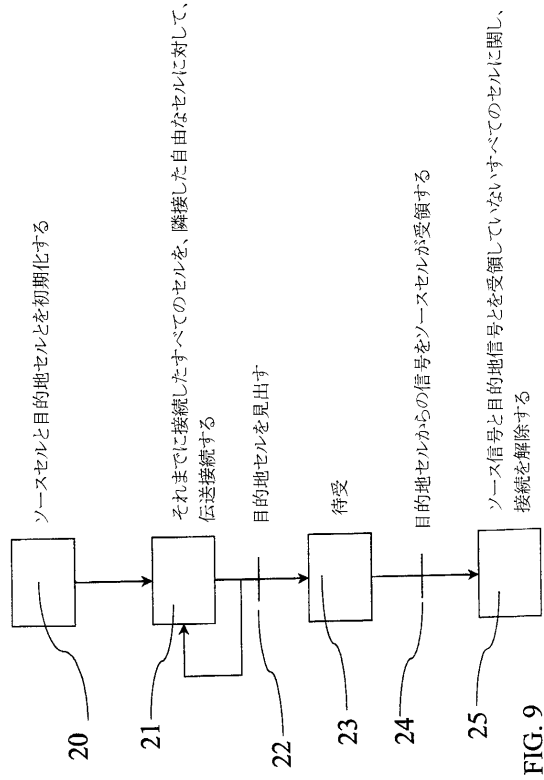 20
ソースセルと目的地セルとを初期化する
21
それまでに接続したすべてのセルを、隣接した自由なセルに対して、
伝送接続する
22
目的地セルを見出す
23
待受
24
目的地セルからの信号をソースセルが受領する
25
ソース信号と目的地信号とを受領していないすべてのセルに関し、
接続を解除する
FIG. 9